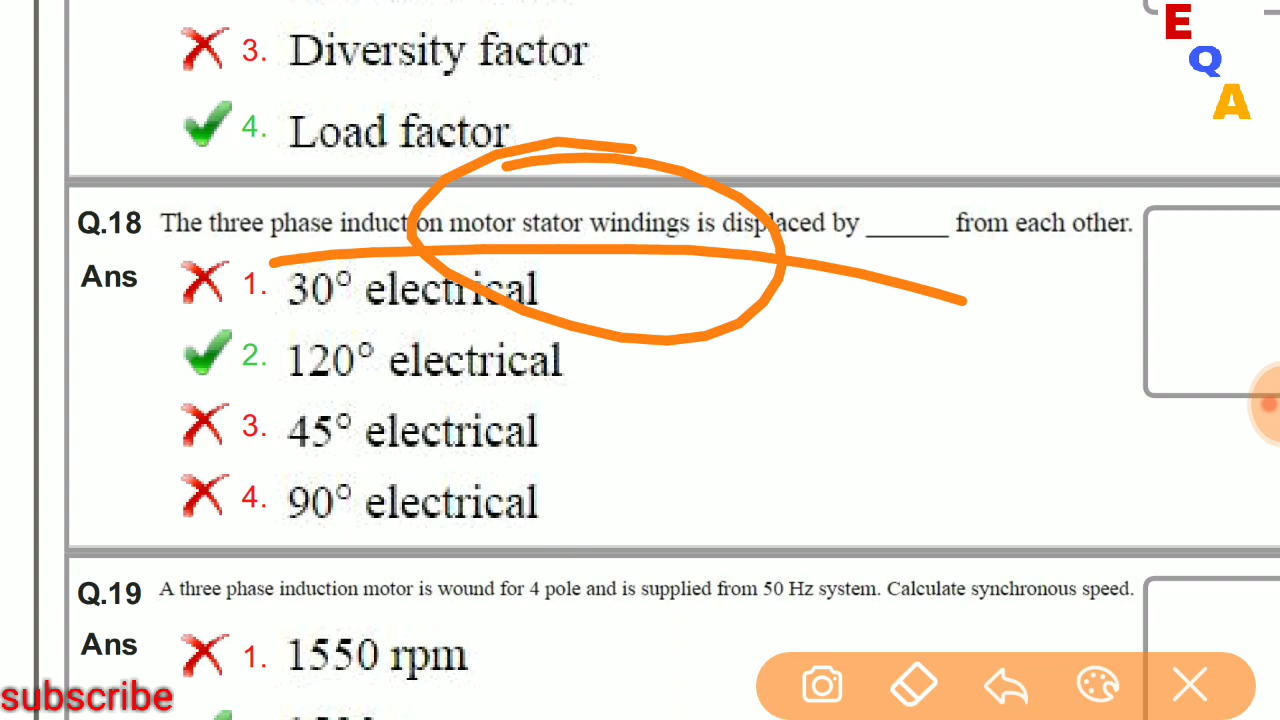 3. Diversity factor
4. Load factor
E
Q
A
Q.18 The three phase induction motor stator windings is displaced by ______ from each other.
Ans 1. 30° electrical
2. 120° electrical
3. 45° electrical
4. 90° electrical
Q.19 A three phase induction motor is wound for 4 pole and is supplied from 50 Hz system. Calculate synchronous speed.
Ans 1. 1550 rpm
subscribe